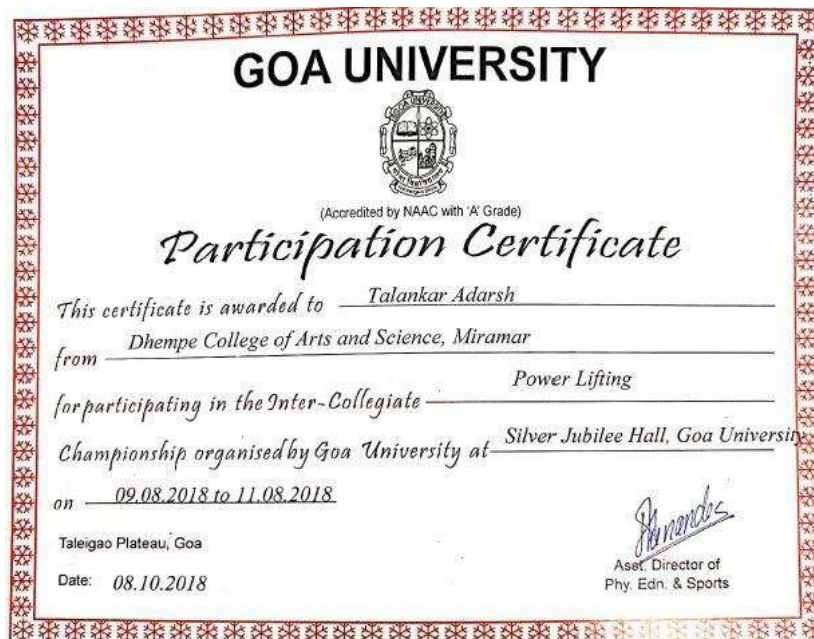 GOA UNIVERSITY
(Accredited by NAAC with 'A' Grade)
Participation Certificate
This certificate is awarded to Talankar Adarsh
from Dhempe College of Arts and Science, Miramar
for participating in the Inter-Collegiate Power Lifting
Championship organised by Goa University at Silver Jubilee Hall, Goa University
on 09.08.2018 to 11.08.2018
Taleigao Plateau, Goa
Date: 08.10.2018
Asst. Director of
Phy. Edn. & Sports